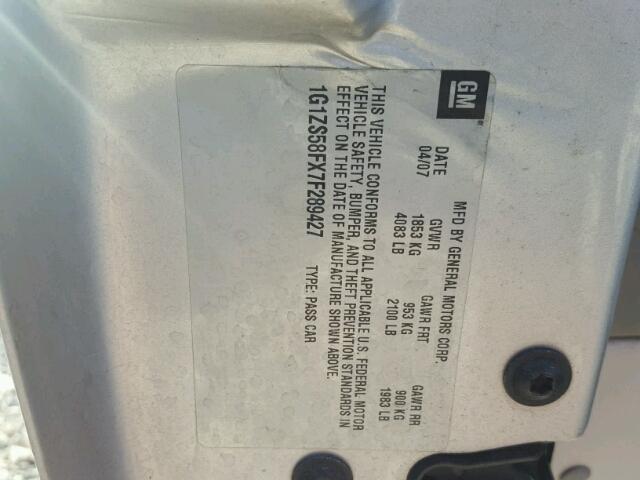 GM
MFD BY GENERAL MOTORS CORP.
DATE GVWR GAWR FRT GAWR RR
04/07 1853 KG 953 KG 900 KG
4083 LB 2100 LB 1983 LB
THIS VEHICLE CONFORMS TO ALL APPLICABLE U.S. FEDERAL MOTOR
VEHICLE SAFETY, BUMPER, AND THEFT PREVENTION STANDARDS IN
EFFECT ON THE DATE OF MANUFACTURE SHOWN ABOVE.
1G1ZS58FX7F289427 TYPE: PASS CAR